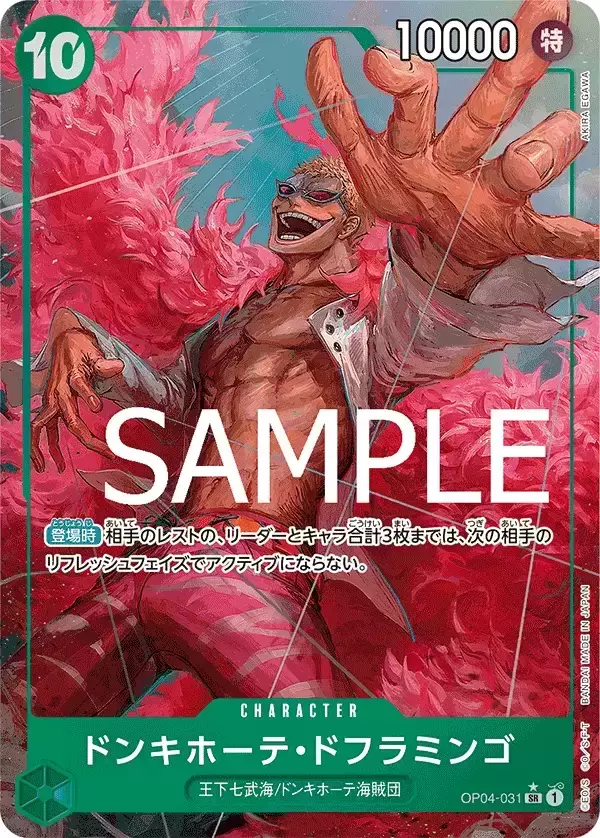 10
10000 特
AKIRA EGAWA
SAMPLE
登場時 相手のレストの、リーダーとキャラ合計3枚までは、次の相手の
リフレッシュフェイズでアクティブにならない。
CHARACTER
ドンキホーテ・ドフラミンゴ
王下七武海/ドンキホーテ海賊団
OP04-031 SR 1
BANDAI MADE IN JAPAN
©E.O/S. ©O./S.・F・T